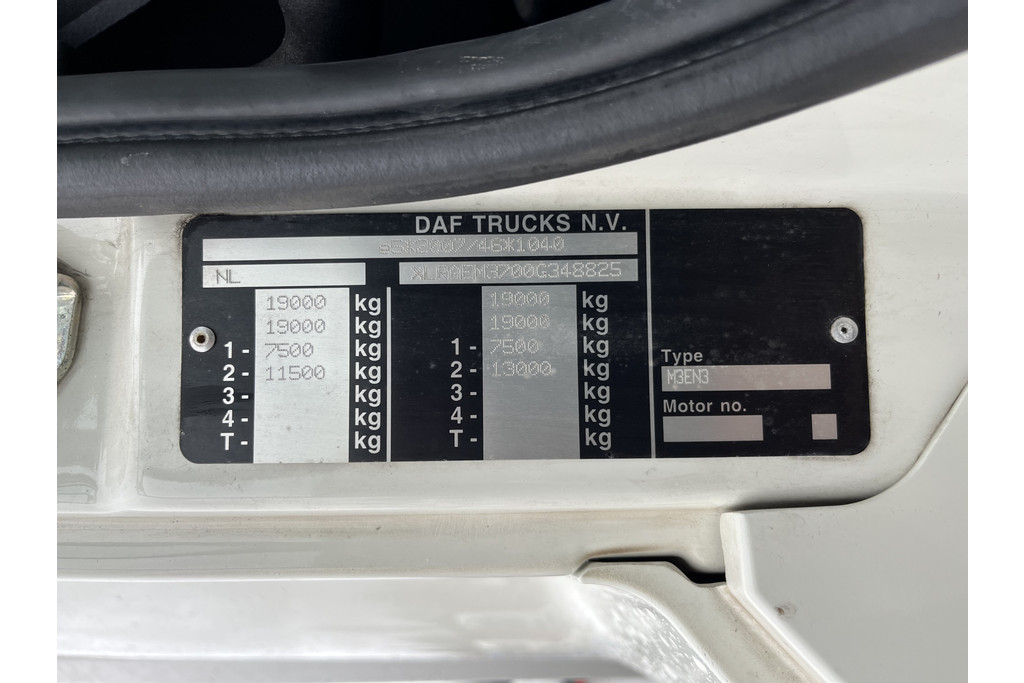 DAF TRUCKS N.V.
e5*2007/46*1040
NL XLRAEM3700G348825
19000 kg 19000 kg
19000 kg 19000 kg
1- 7500 kg 1- 7500 kg
2- 11500 kg 2- 13000 kg
3- kg 3- kg
4- kg 4- kg
T- kg T- kg
Type
M3EN3
Motor no.